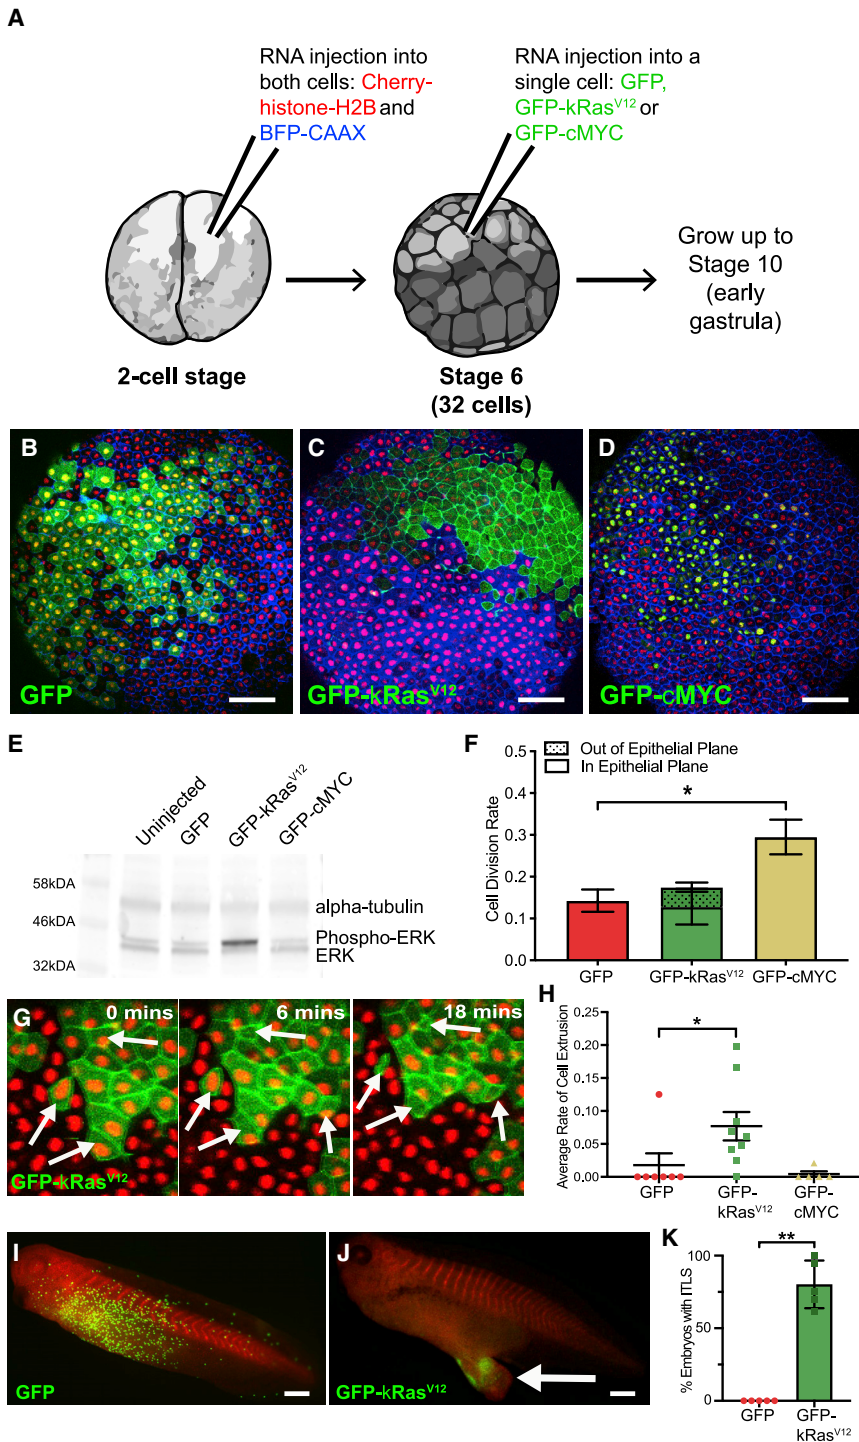 A
RNA injection into
both cells: Cherry-
histone-H2B and
BFP-CAAX
RNA injection into a
single cell: GFP,
GFP-kRasV12 or
GFP-cMYC
Grow up to
Stage 10
(early
gastrula)
2-cell stage
Stage 6
(32 cells)
B
GFP
C
GFP-kRasV12
D
GFP-cMYC
E
Uninjected
GFP
GFP-kRasV12
GFP-cMYC
58kDA
46kDA
32kDA
alpha-tubulin
Phospho-ERK
ERK
F
Out of Epithelial Plane
In Epithelial Plane
*
Cell Division Rate
0.5
0.4
0.3
0.2
0.1
0.0
GFP
GFP-kRasV12
GFP-cMYC
G
0 mins
6 mins
18 mins
GFP-kRasV12
H
*
Average Rate of Cell Extrusion
0.25
0.20
0.15
0.10
0.05
0.00
GFP
GFP-
kRasV12
GFP-
cMYC
I
GFP
J
GFP-kRasV12
K
**
% Embryos with ITLS
100
50
0
GFP
GFP-
kRasV12